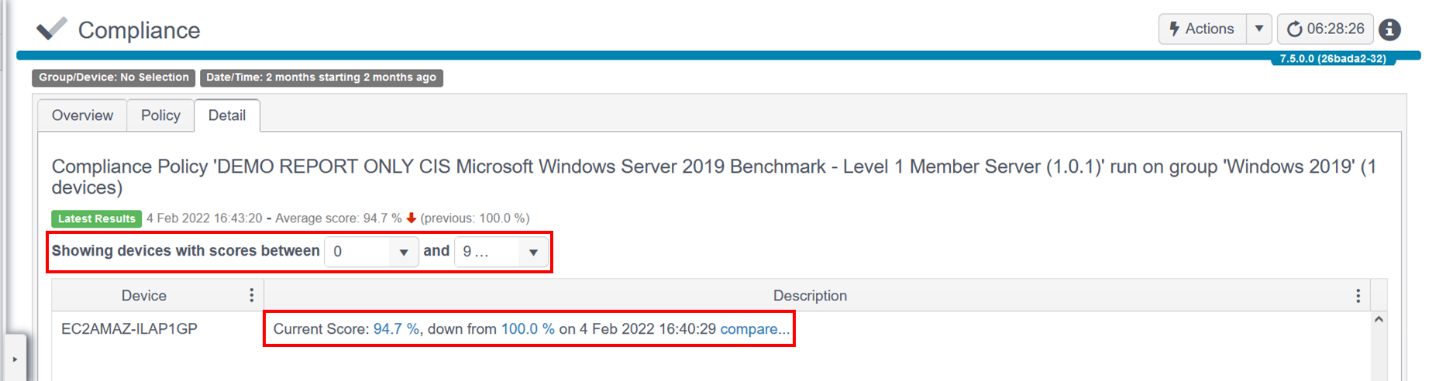 Compliance
Actions
06:28:26
7.5.0.0 (26bada2-32)
Group/Device: No Selection Date/Time: 2 months starting 2 months ago
Overview Policy Detail
Compliance Policy 'DEMO REPORT ONLY CIS Microsoft Windows Server 2019 Benchmark - Level 1 Member Server (1.0.1)' run on group 'Windows 2019' (1
devices)
Latest Results 4 Feb 2022 16:43:20 - Average score: 94.7 % (previous: 100.0 %)
Showing devices with scores between 0 and 9 ...
Device Description
EC2AMAZ-ILAP1GP Current Score: 94.7 %, down from 100.0 % on 4 Feb 2022 16:40:29 compare...